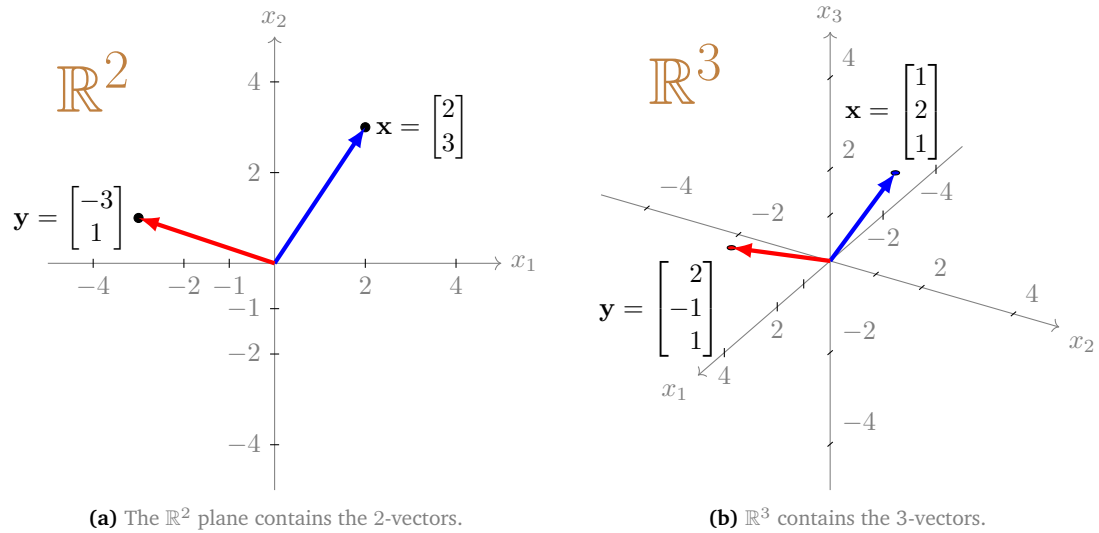 ℝ²
x₂
4
2
x = [2 3]
y = [−3 1]
x₁
−4 −2 −1 2 4
−1
−2
−4
(a) The ℝ² plane contains the 2-vectors.
ℝ³
x₃
4
x = [1 2 1]
2
−4
−2
−4
−2
y = [2 −1 1]
2
4
x₂
2
−2
4
x₁
−4
(b) ℝ³ contains the 3-vectors.